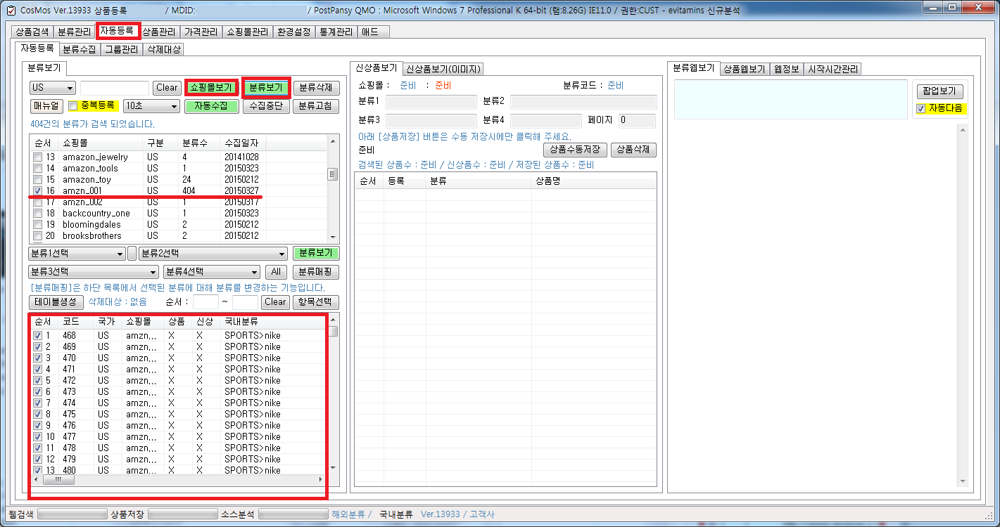 CosMos Ver.13933 상품등록 / MDID: / PostPansy QMO : Microsoft Windows 7 Professional K 64-bit (램:8.26G) IE11.0 / 권한:CUST - evitamins 신규분석
상품검색 분류관리 자동등록 상품관리 가격관리 쇼핑몰관리 환경설정 통계관리 애드
자동등록 분류수집 그룹관리 삭제대상
분류보기
US Clear 쇼핑몰보기 분류보기 분류삭제
매뉴얼 중복등록 10초 자동수집 수집중단 분류고침
404건의 분류가 검색 되었습니다.
순서 쇼핑몰 구분 분류수 수집일자
13 amazon_jewelry US 4 20141028
14 amazon_tools US 1 20150323
15 amazon_toy US 24 20150212
16 amzn_001 US 404 20150327
17 amzn_002 US 1 20150317
18 backcountry_one US 1 20150323
19 bloomingdales US 2 20150212
20 brooksbrothers US 2 20150212
분류1선택 분류2선택 분류보기
분류3선택 분류4선택 All 분류매핑
[분류매핑]은 하단 목록에서 선택된 분류에 대해 분류를 변경하는 기능입니다.
테이블생성 삭제대상 : 없음 순서 : ~ Clear 항목선택
순서 코드 국가 쇼핑몰 상품 신상 국내분류
1 468 US amzn... X X SPORTS>nike
2 469 US amzn... X X SPORTS>nike
3 470 US amzn... X X SPORTS>nike
4 471 US amzn... X X SPORTS>nike
5 472 US amzn... X X SPORTS>nike
6 473 US amzn... X X SPORTS>nike
7 474 US amzn... X X SPORTS>nike
8 475 US amzn... X X SPORTS>nike
9 476 US amzn... X X SPORTS>nike
10 477 US amzn... X X SPORTS>nike
11 478 US amzn... X X SPORTS>nike
12 479 US amzn... X X SPORTS>nike
13 480 US amzn... X X SPORTS>nike
신상품보기 신상품보기(이미지)
쇼핑몰 : 준비 : 준비 분류코드 : 준비
분류1 분류2
분류3 분류4 페이지 0
아래 [상품저장] 버튼은 수동 저장시에만 클릭해 주세요.
준비 상품수동저장 상품삭제
검색된 상품수 : 준비 / 신상품수 : 준비 / 저장된 상품수 : 준비
순서 등록 분류 상품명
분류웹보기 상품웹보기 웹정보 시작시간관리
팝업보기
자동다음
웹검색 상품저장 소스분석 해외분류 / 국내분류 Ver.13933 / 고객사